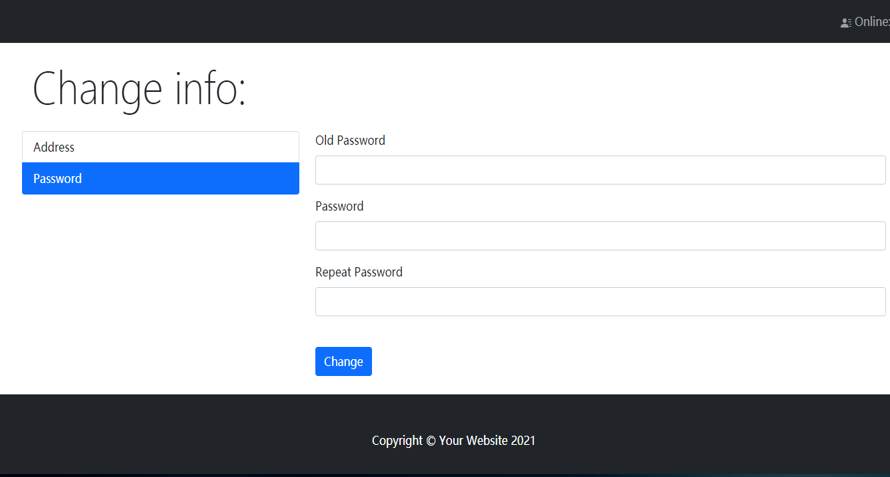 Online:
Change info:
Address
Password
Old Password
Password
Repeat Password
Change
Copyright © Your Website 2021